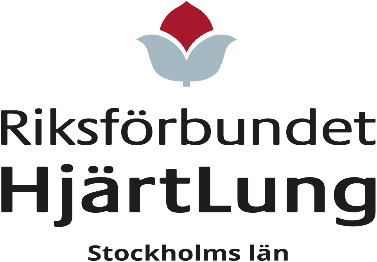 Riksförbundet
HjärtLung
Stockholms län